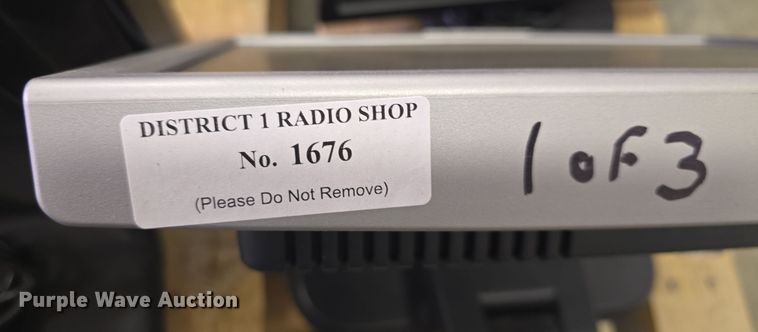 DISTRICT 1 RADIO SHOP
No. 1676
(Please Do Not Remove)
1 of 3
Purple Wave Auction